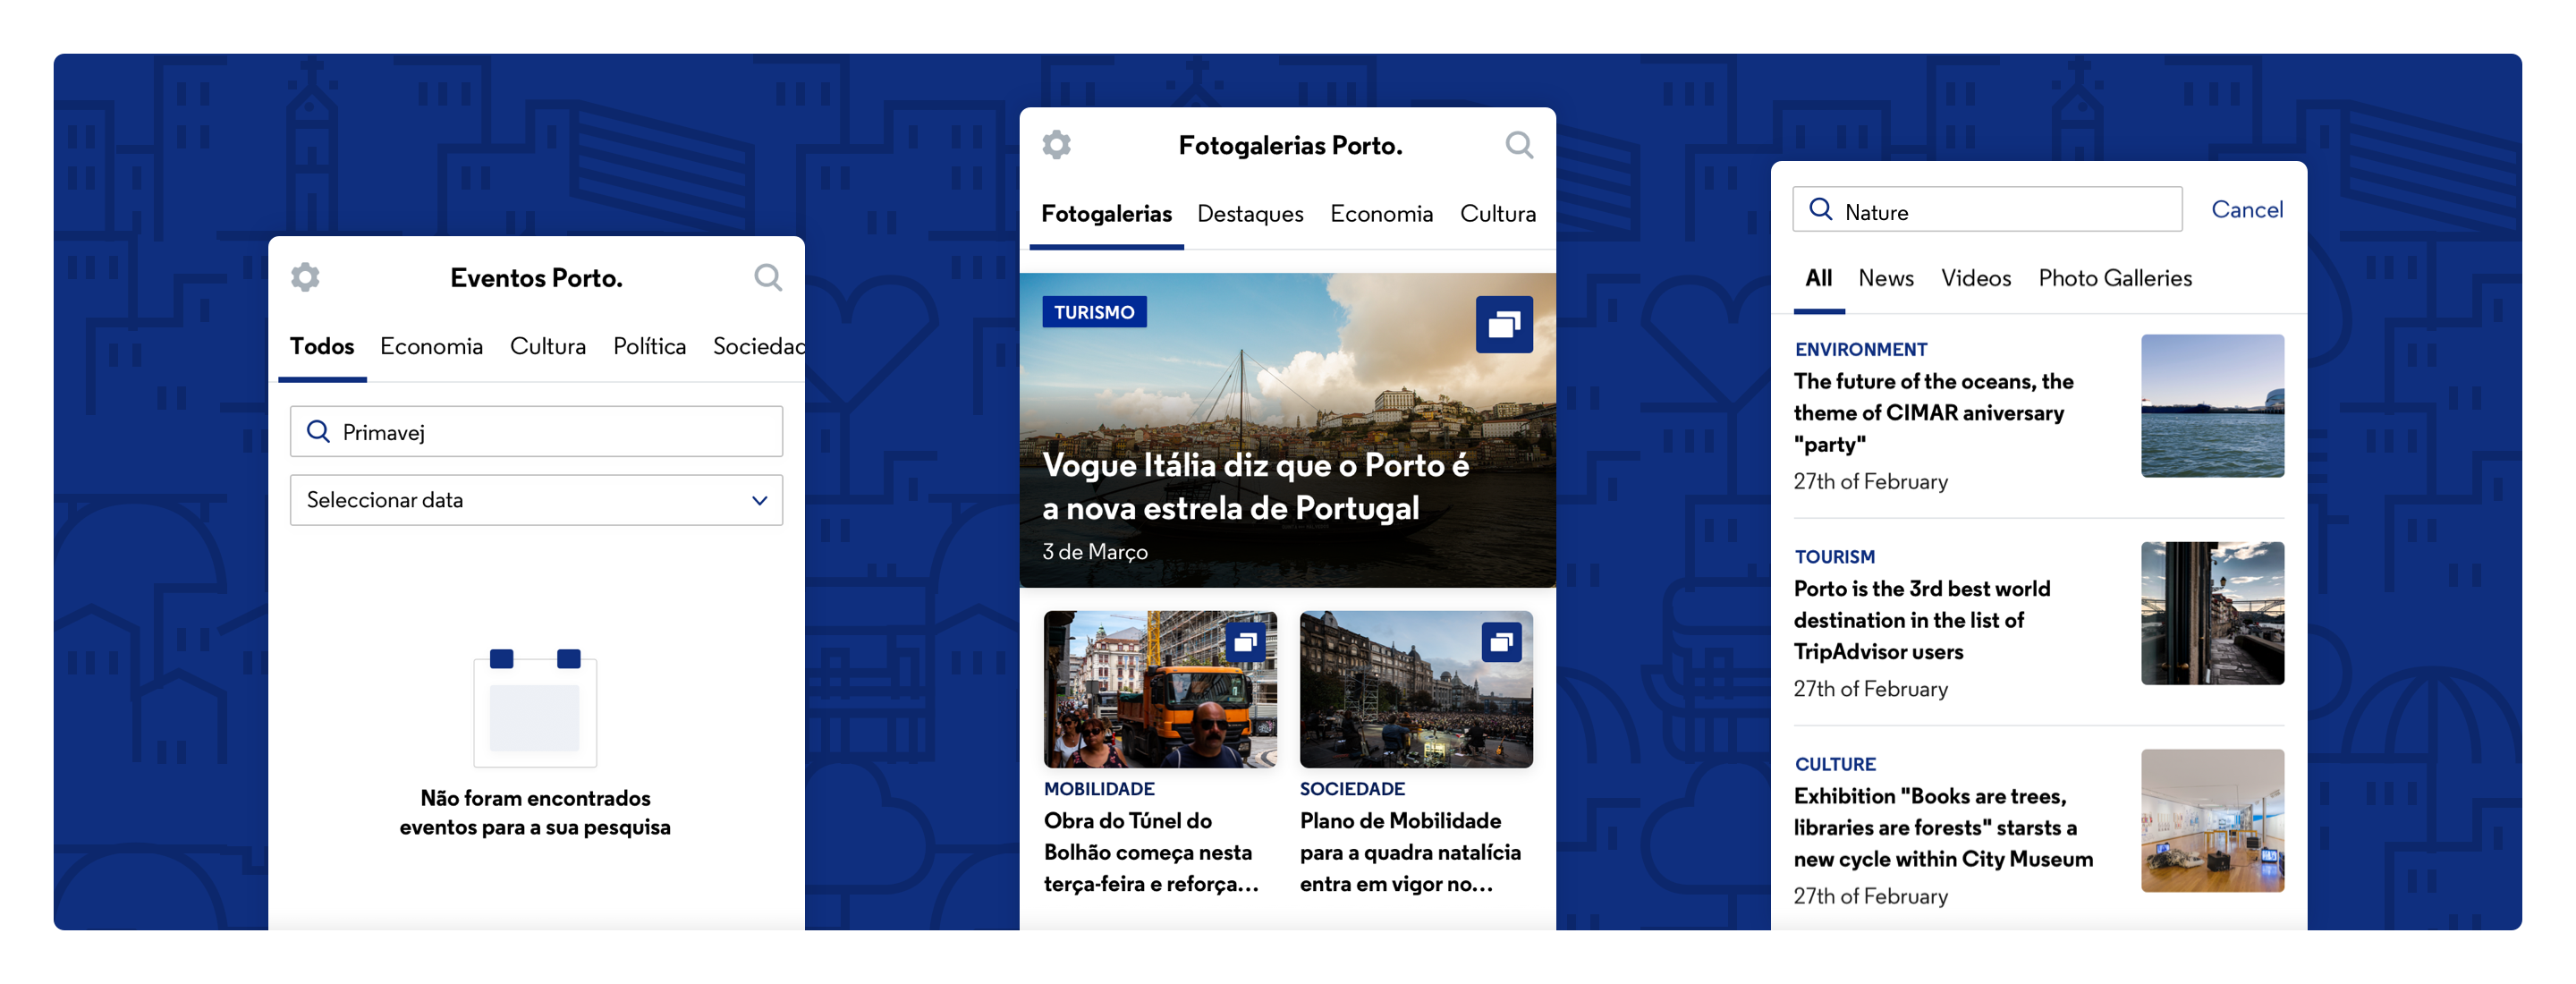 Eventos Porto.
Todos Economia Cultura Política Sociedad
Primavej
Seleccionar data
Não foram encontrados
eventos para a sua pesquisa
Fotogalerias Porto.
Fotogalerias Destaques Economia Cultura
TURISMO
Vogue Itália diz que o Porto é
a nova estrela de Portugal
3 de Março
MOBILIDADE
Obra do Túnel do
Bolhão começa nesta
terça-feira e reforça...
SOCIEDADE
Plano de Mobilidade
para a quadra natalícia
entra em vigor no...
Nature
Cancel
All News Videos Photo Galleries
ENVIRONMENT
The future of the oceans, the
theme of CIMAR aniversary
"party"
27th of February
TOURISM
Porto is the 3rd best world
destination in the list of
TripAdvisor users
27th of February
CULTURE
Exhibition "Books are trees,
libraries are forests" starsts a
new cycle within City Museum
27th of February